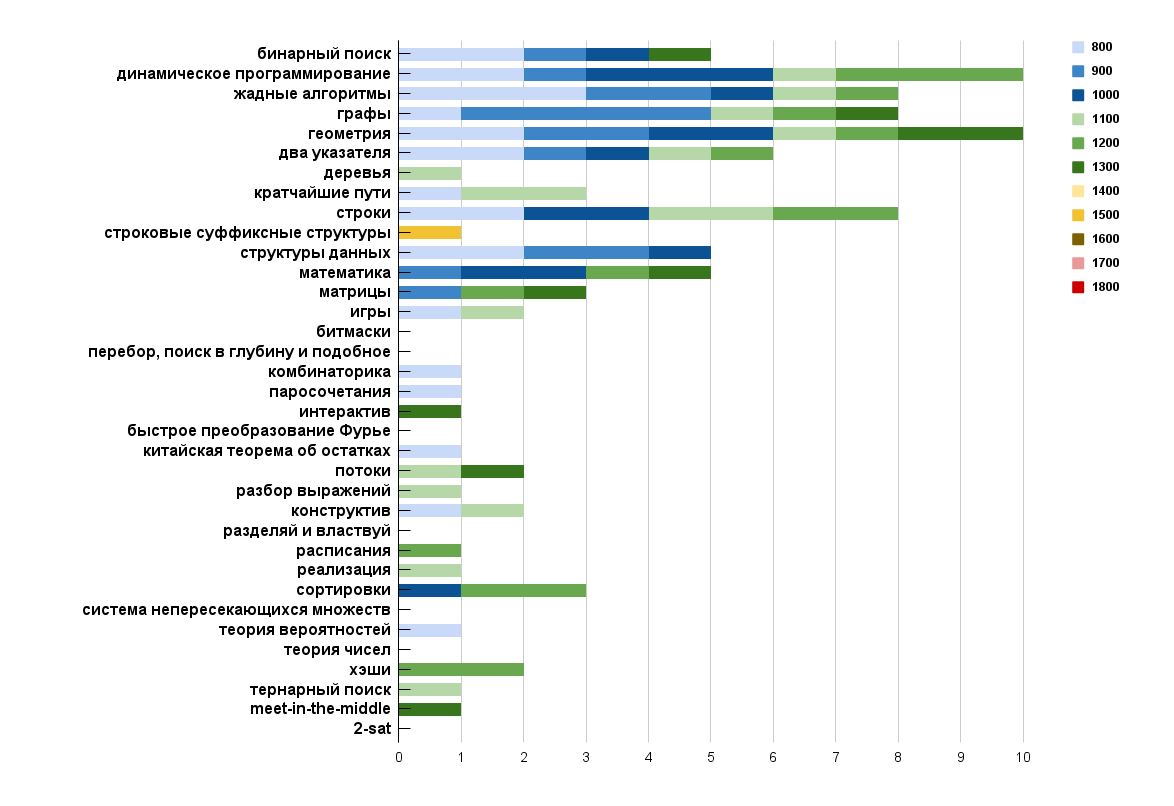 бинарный поиск
динамическое программирование
жадные алгоритмы
графы
геометрия
два указателя
деревья
кратчайшие пути
строки
строковые суффиксные структуры
структуры данных
математика
матрицы
игры
битмаски
перебор, поиск в глубину и подобное
комбинаторика
паросочетания
интерактив
быстрое преобразование Фурье
китайская теорема об остатках
потоки
разбор выражений
конструктив
разделяй и властвуй
расписания
реализация
сортировки
система непересекающихся множеств
теория вероятностей
теория чисел
хэши
тернарный поиск
meet-in-the-middle
2-sat
0 1 2 3 4 5 6 7 8 9 10
800
900
1000
1100
1200
1300
1400
1500
1600
1700
1800